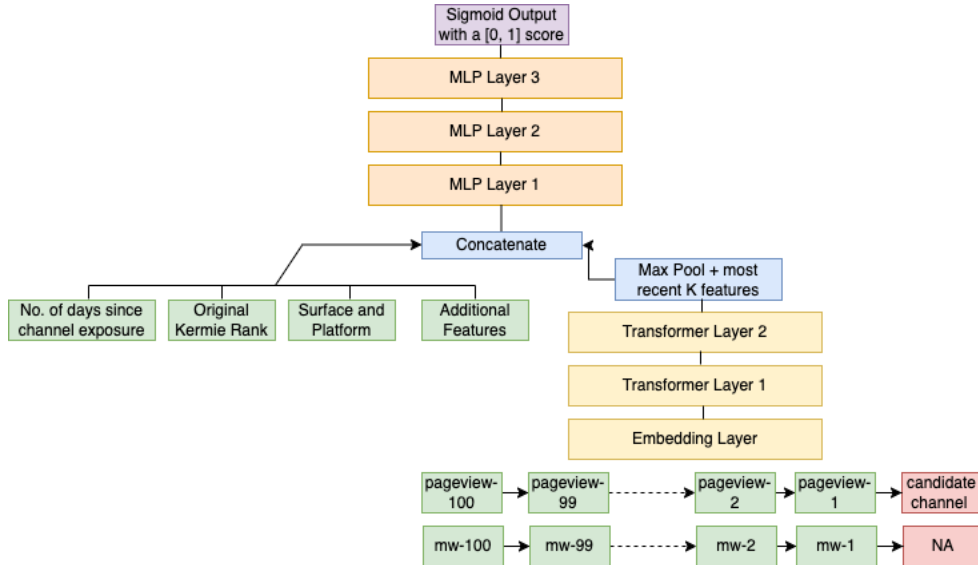 Sigmoid Output
with a [0, 1] score
MLP Layer 3
MLP Layer 2
MLP Layer 1
Concatenate
Max Pool + most
recent K features
No. of days since
channel exposure
Original
Kermie Rank
Surface and
Platform
Additional
Features
Transformer Layer 2
Transformer Layer 1
Embedding Layer
pageview-
100
pageview-
99
pageview-
2
pageview-
1
candidate
channel
mw-100
mw-99
mw-2
mw-1
NA